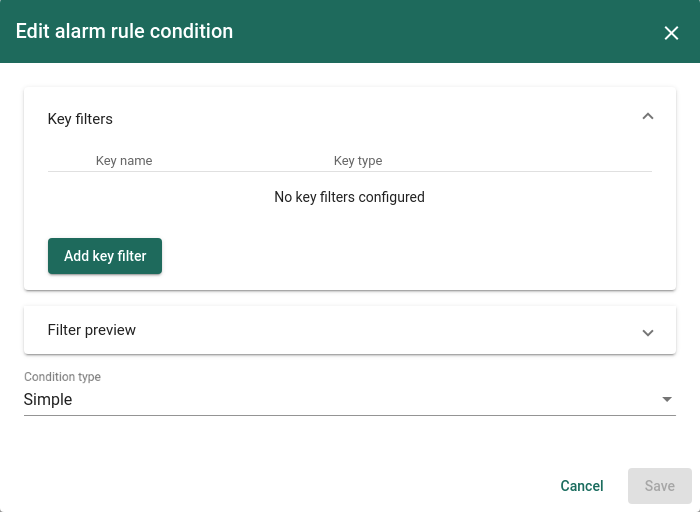 Edit alarm rule condition
Key filters
Key name Key type
No key filters configured
Add key filter
Filter preview
Condition type
Simple
Cancel Save